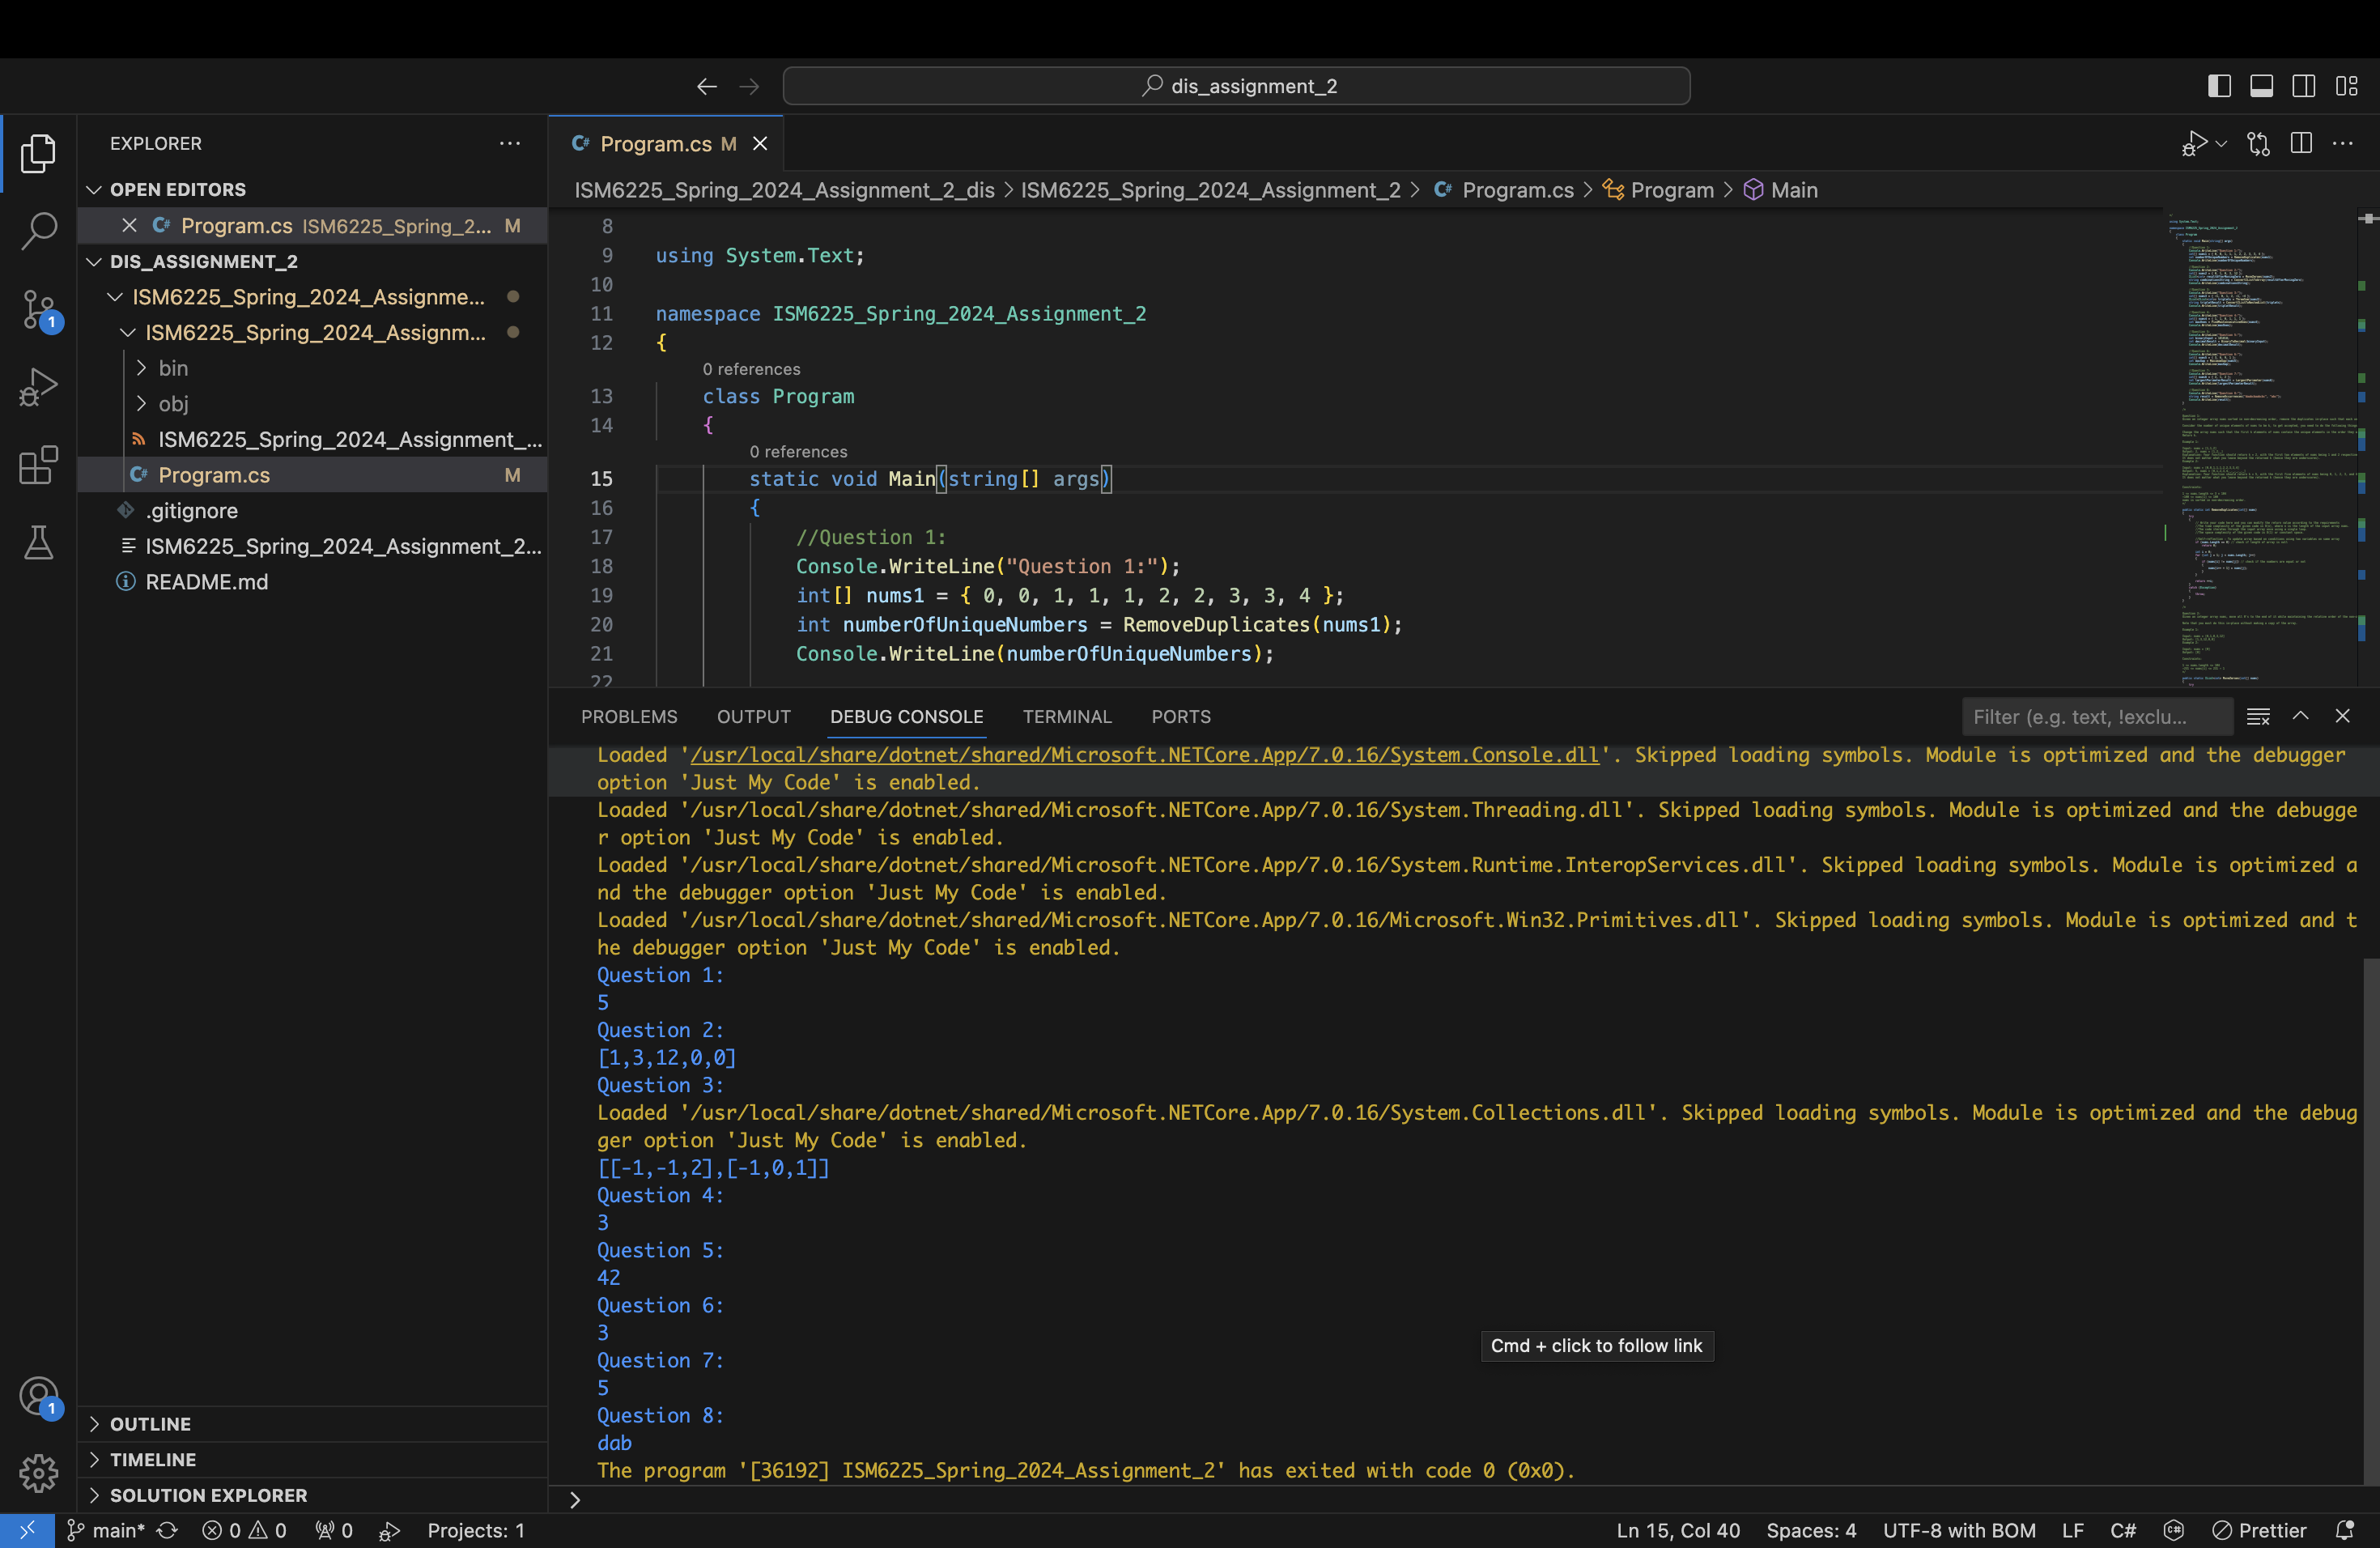 dis_assignment_2
EXPLORER
OPEN EDITORS
Program.cs ISM6225_Spring_2... M
DIS_ASSIGNMENT_2
ISM6225_Spring_2024_Assignme...
ISM6225_Spring_2024_Assignm...
bin
obj
ISM6225_Spring_2024_Assignment_...
Program.cs M
.gitignore
ISM6225_Spring_2024_Assignment_2...
README.md
OUTLINE
TIMELINE
SOLUTION EXPLORER
1
1
C# Program.cs M
ISM6225_Spring_2024_Assignment_2_dis > ISM6225_Spring_2024_Assignment_2 > C# Program.cs > Program > Main
8
9 using System.Text;
10
11 namespace ISM6225_Spring_2024_Assignment_2
12 {
0 references
13 class Program
14 {
0 references
15 static void Main(string[] args)
16 {
17 //Question 1:
18 Console.WriteLine("Question 1:");
19 int[] nums1 = { 0, 0, 1, 1, 1, 2, 2, 3, 3, 4 };
20 int numberOfUniqueNumbers = RemoveDuplicates(nums1);
21 Console.WriteLine(numberOfUniqueNumbers);
22
PROBLEMS OUTPUT DEBUG CONSOLE TERMINAL PORTS
Filter (e.g. text, !exclu...
Loaded '/usr/local/share/dotnet/shared/Microsoft.NETCore.App/7.0.16/System.Console.dll'. Skipped loading symbols. Module is optimized and the debugger
option 'Just My Code' is enabled.
Loaded '/usr/local/share/dotnet/shared/Microsoft.NETCore.App/7.0.16/System.Threading.dll'. Skipped loading symbols. Module is optimized and the debugge
r option 'Just My Code' is enabled.
Loaded '/usr/local/share/dotnet/shared/Microsoft.NETCore.App/7.0.16/System.Runtime.InteropServices.dll'. Skipped loading symbols. Module is optimized a
nd the debugger option 'Just My Code' is enabled.
Loaded '/usr/local/share/dotnet/shared/Microsoft.NETCore.App/7.0.16/Microsoft.Win32.Primitives.dll'. Skipped loading symbols. Module is optimized and t
he debugger option 'Just My Code' is enabled.
Question 1:
5
Question 2:
[1,3,12,0,0]
Question 3:
Loaded '/usr/local/share/dotnet/shared/Microsoft.NETCore.App/7.0.16/System.Collections.dll'. Skipped loading symbols. Module is optimized and the debug
ger option 'Just My Code' is enabled.
[[-1,-1,2],[-1,0,1]]
Question 4:
3
Question 5:
42
Question 6:
3
Question 7:
5
Question 8:
dab
The program '[36192] ISM6225_Spring_2024_Assignment_2' has exited with code 0 (0x0).
Cmd + click to follow link
main* 0 0 0 Projects: 1
Ln 15, Col 40 Spaces: 4 UTF-8 with BOM LF C# Prettier